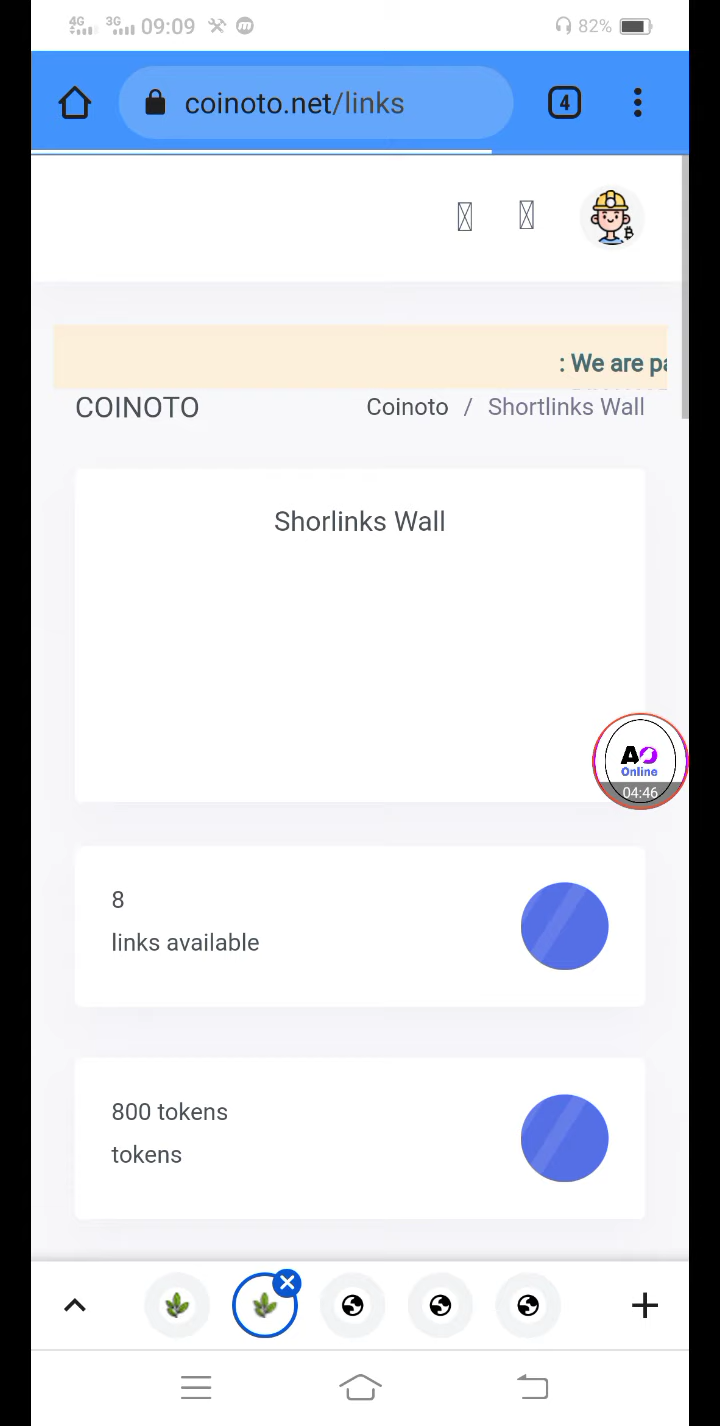 4G 3G 09:09 82%
coinoto.net/links 4
: We are pa
COINOTO Coinoto / Shortlinks Wall
Shorlinks Wall
AO
Online
04:46
8
links available
800 tokens
tokens